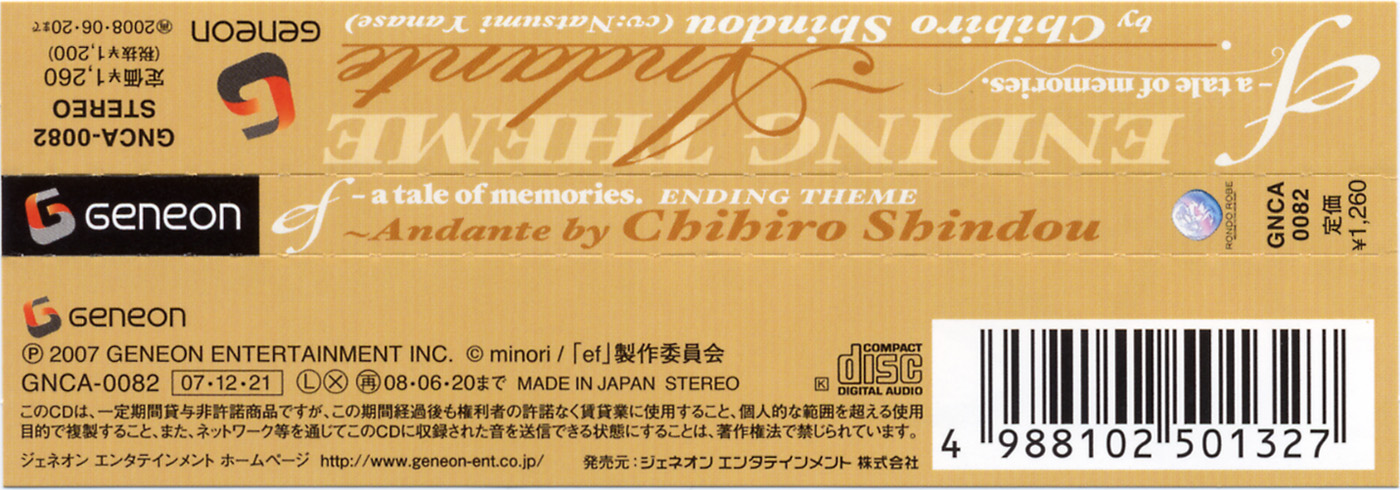 ef
- a tale of memories.
ENDING THEME
~Andante
by Chihiro Shindou (cv:Natsumi Yanase)
GENEON
GNCA-0082
STEREO
定価¥1,260
(税抜¥1,200)
再 2008・06・20まで
GENEON
ef - a tale of memories. ENDING THEME
~Andante by Chihiro Shindou
RONDO ROBE
GNCA
0082
定価
¥1,260
GENEON
Ⓟ 2007 GENEON ENTERTAINMENT INC. © minori /「ef」製作委員会
GNCA-0082 07・12・21 Ⓛ Ⓧ 再 08・06・20まで MADE IN JAPAN STEREO
K
COMPACT
disc
DIGITAL AUDIO
このCDは、一定期間貸与非許諾商品ですが、この期間経過後も権利者の許諾なく賃貸業に使用すること、個人的な範囲を超える使用
目的で複製すること、また、ネットワーク等を通じてこのCDに収録された音を送信できる状態にすることは、著作権法で禁じられています。
ジェネオン エンタテインメント ホームページ http://www.geneon-ent.co.jp/ 発売元:ジェネオン エンタテインメント 株式会社
4 988102 501327